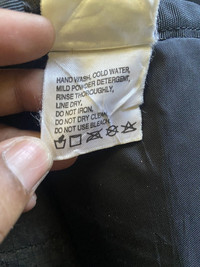 HAND WASH, COLD WATER,
MILD POWDER DETERGENT,
RINSE THOROUGHLY,
LINE DRY,
DO NOT IRON,
DO NOT DRY CLEAN,
DO NOT USE BLEACH,